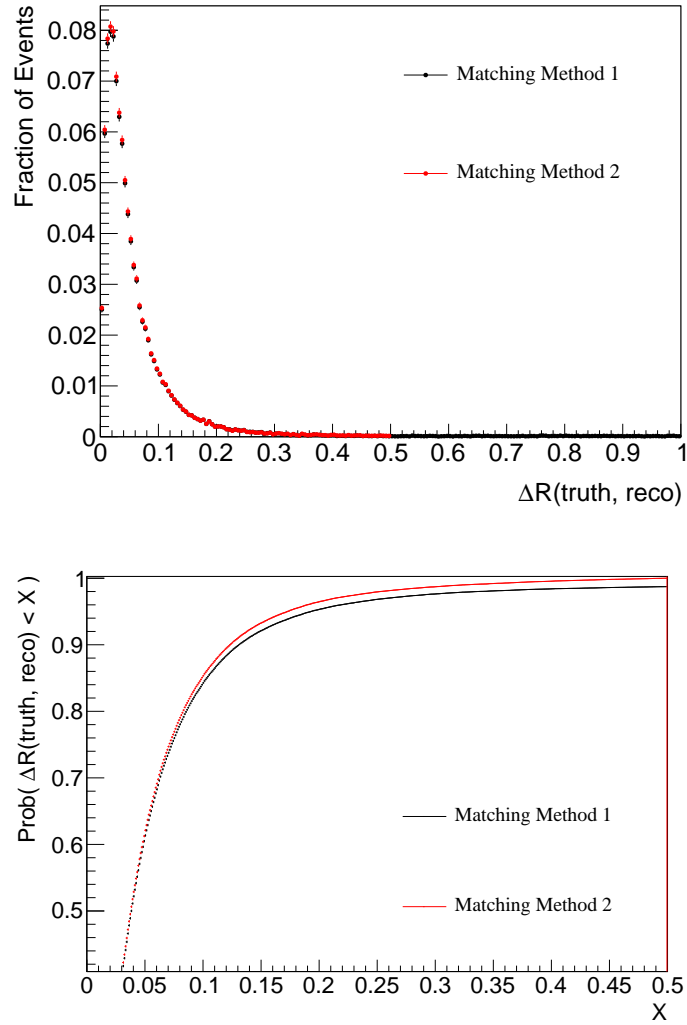 Fraction of Events
0.08
0.07
0.06
0.05
0.04
0.03
0.02
0.01
0
Matching Method 1
Matching Method 2
0 0.1 0.2 0.3 0.4 0.5 0.6 0.7 0.8 0.9 1
ΔR(truth, reco)
Prob( ΔR(truth, reco) < X )
1
0.9
0.8
0.7
0.6
0.5
Matching Method 1
Matching Method 2
0 0.05 0.1 0.15 0.2 0.25 0.3 0.35 0.4 0.45 0.5
X